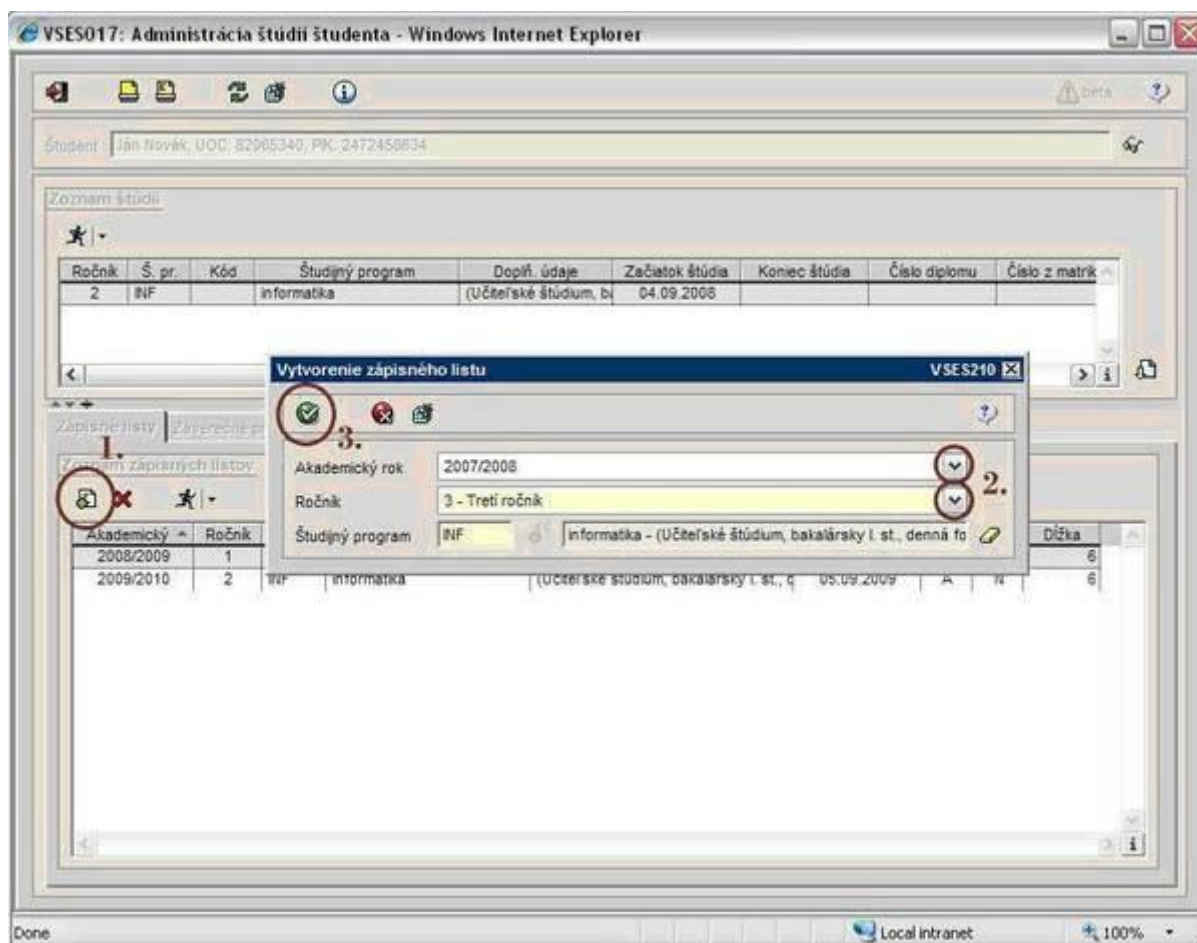 VSES017: Administrácia štúdií študenta - Windows Internet Explorer
beta
Študent: Ján Novák, UOC: 82965340, PIK: 2472456634
Zoznam štúdií
Ročník Š. pr. Kód Študijný program Doplň. údaje Začiatok štúdia Koniec štúdia Číslo diplomu Číslo z matrik
2 INF informatika (Učiteľské štúdium, ba 04.09.2008
Vytvorenie zápisného listu VSES210
Zápisné listy
1.
3.
Akademický rok 2007/2008
2.
Zoznam zápisných listov
Ročník 3 - Tretí ročník
Študijný program INF informatika - (Učiteľské štúdium, bakalársky I. st., denná fo
Akademický Ročník Dĺžka
2008/2009 1 6
2009/2010 2 INF informatika (Učiteľské štúdium, bakalársky I. st., d 05.09.2009 A N 6
Done Local intranet 100%